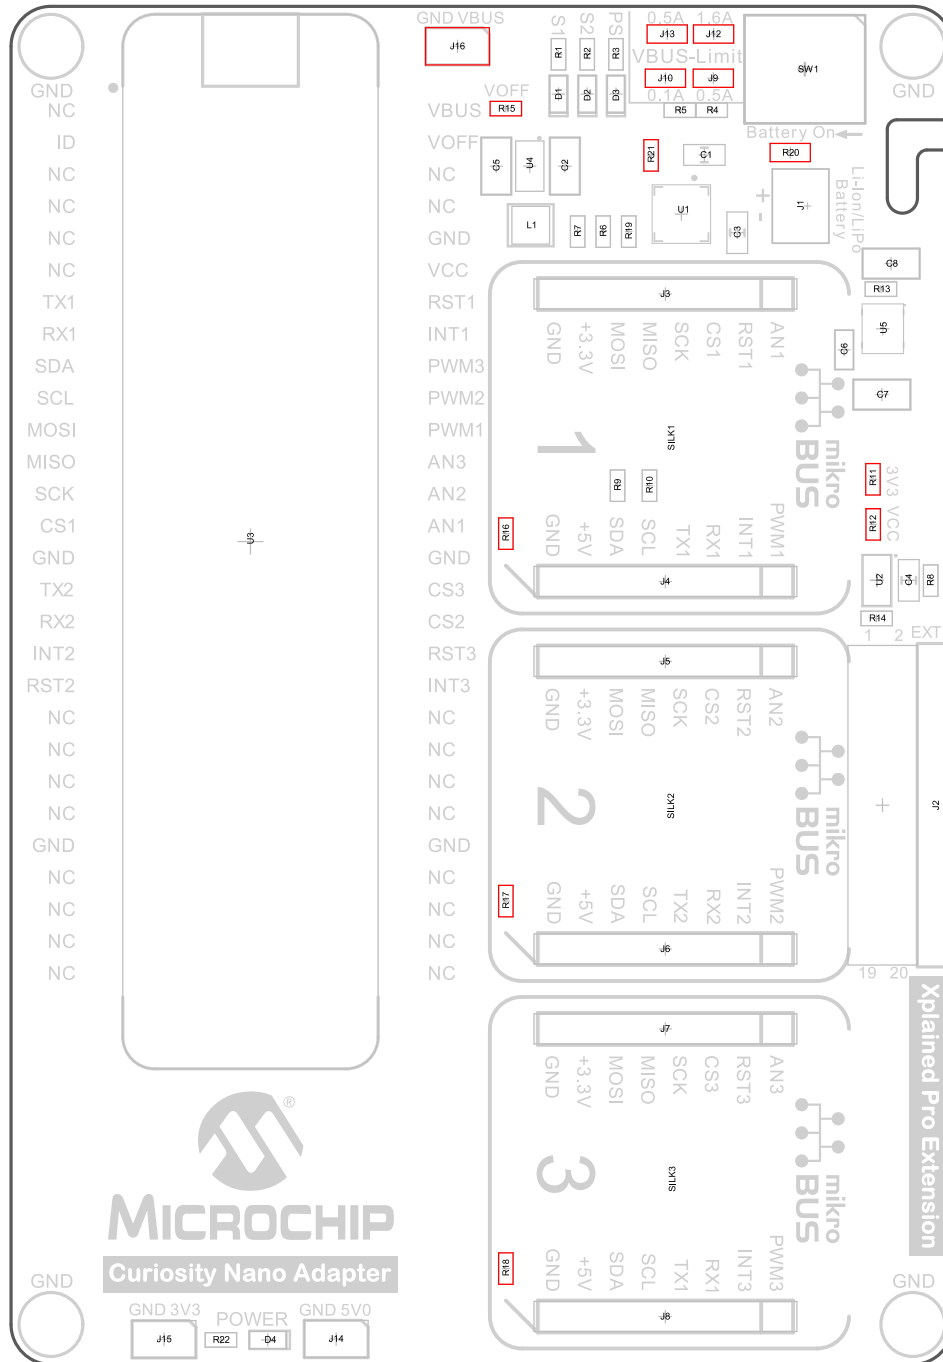 GND VBUS
J16
S1
S2
PS
R1
R2
R3
D1
D2
D3
0.5A 1.6A
J13
J12
VBUS-Limit
J10
J9
0.1A 0.5A
R5
R4
SW1
Battery On
GND
GND
VOFF
R15
R21
C1
R20
C5
U4
C2
L1
R7
R6
R19
U1
C3
+
-
J1
Li-Ion/LiPo
Battery
C8
R13
U5
C6
C7
NC
ID
NC
NC
NC
NC
TX1
RX1
SDA
SCL
MOSI
MISO
SCK
CS1
GND
TX2
RX2
INT2
RST2
NC
NC
NC
NC
GND
NC
NC
NC
NC
U3
VBUS
VOFF
NC
NC
GND
VCC
RST1
INT1
PWM3
PWM2
PWM1
AN3
AN2
AN1
GND
CS3
CS2
RST3
INT3
NC
NC
NC
NC
GND
NC
NC
NC
NC
J3
GND
+3.3V
MOSI
MISO
SCK
CS1
RST1
AN1
1
SILK1
mikro
BUS
R9
R10
R16
GND
+5V
SDA
SCL
TX1
RX1
INT1
PWM1
J4
R11
3V3
R12
VCC
U2
C4
R8
R14
1 2 EXT
J2
19 20
J5
GND
+3.3V
MOSI
MISO
SCK
CS2
RST2
AN2
2
SILK2
mikro
BUS
R17
GND
+5V
SDA
SCL
TX2
RX2
INT2
PWM2
J6
Xplained Pro Extension
J7
GND
+3.3V
MOSI
MISO
SCK
CS3
RST3
AN3
3
SILK3
mikro
BUS
R18
GND
+5V
SDA
SCL
TX1
RX1
INT3
PWM3
J8
®
MICROCHIP
Curiosity Nano Adapter
GND
GND
GND 3V3
POWER
GND 5V0
J15
R22
D4
J14